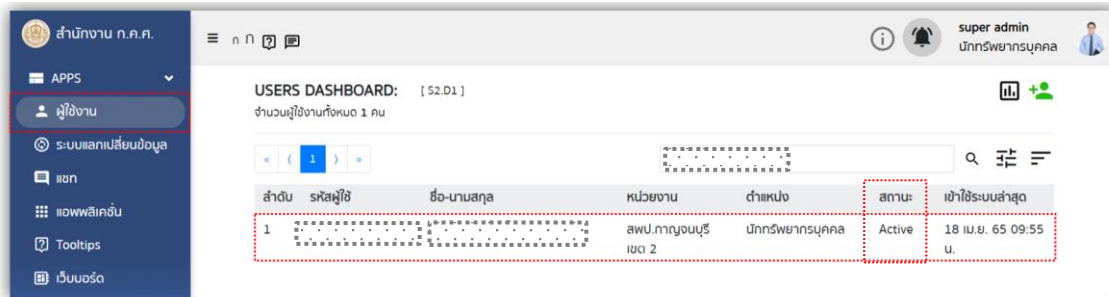 สำนักงาน ก.ค.ศ.
ก ก
super admin
นักทรัพยากรบุคคล
APPS
ผู้ใช้งาน
ระบบแลกเปลี่ยนข้อมูล
แชท
แอพพลิเคชั่น
Tooltips
เว็บบอร์ด
USERS DASHBOARD: [ S2.D1 ]
จำนวนผู้ใช้งานทั้งหมด 1 คน
« ⟨ 1 ⟩ »
ลำดับ รหัสผู้ใช้ ชื่อ-นามสกุล หน่วยงาน ตำแหน่ง สถานะ เข้าใช้ระบบล่าสุด
1 สพป.กาญจนบุรี นักทรัพยากรบุคคล Active 18 เม.ย. 65 09:55
เขต 2 น.